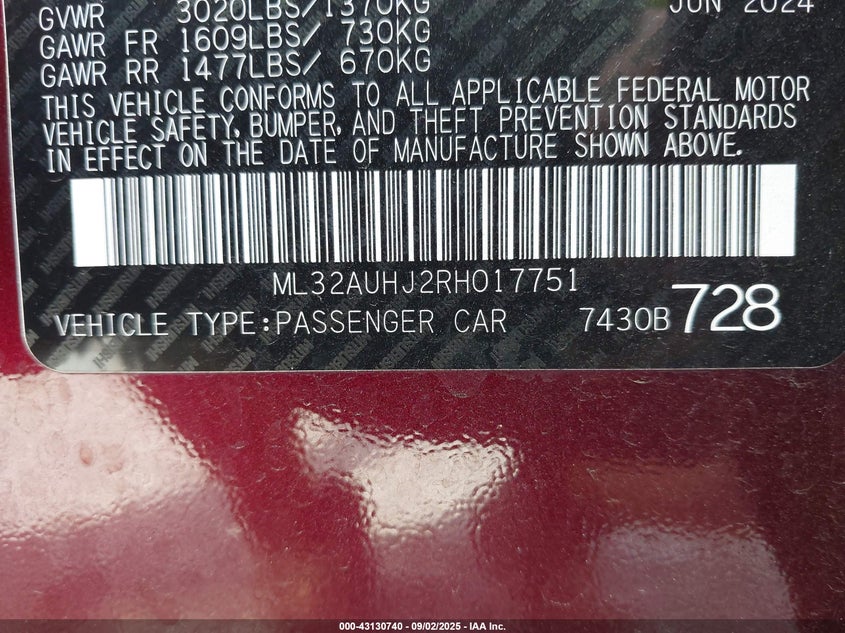 GVWR 3020LBS/1370KG JUN 2024
GAWR FR 1609LBS/ 730KG
GAWR RR 1477LBS/ 670KG
THIS VEHICLE CONFORMS TO ALL APPLICABLE FEDERAL MOTOR
VEHICLE SAFETY, BUMPER, AND THEFT PREVENTION STANDARDS
IN EFFECT ON THE DATE OF MANUFACTURE SHOWN ABOVE.
ML32AUHJ2RH017751
VEHICLE TYPE:PASSENGER CAR 7430B 728
000-43130740 - 09/02/2025 - IAA Inc.